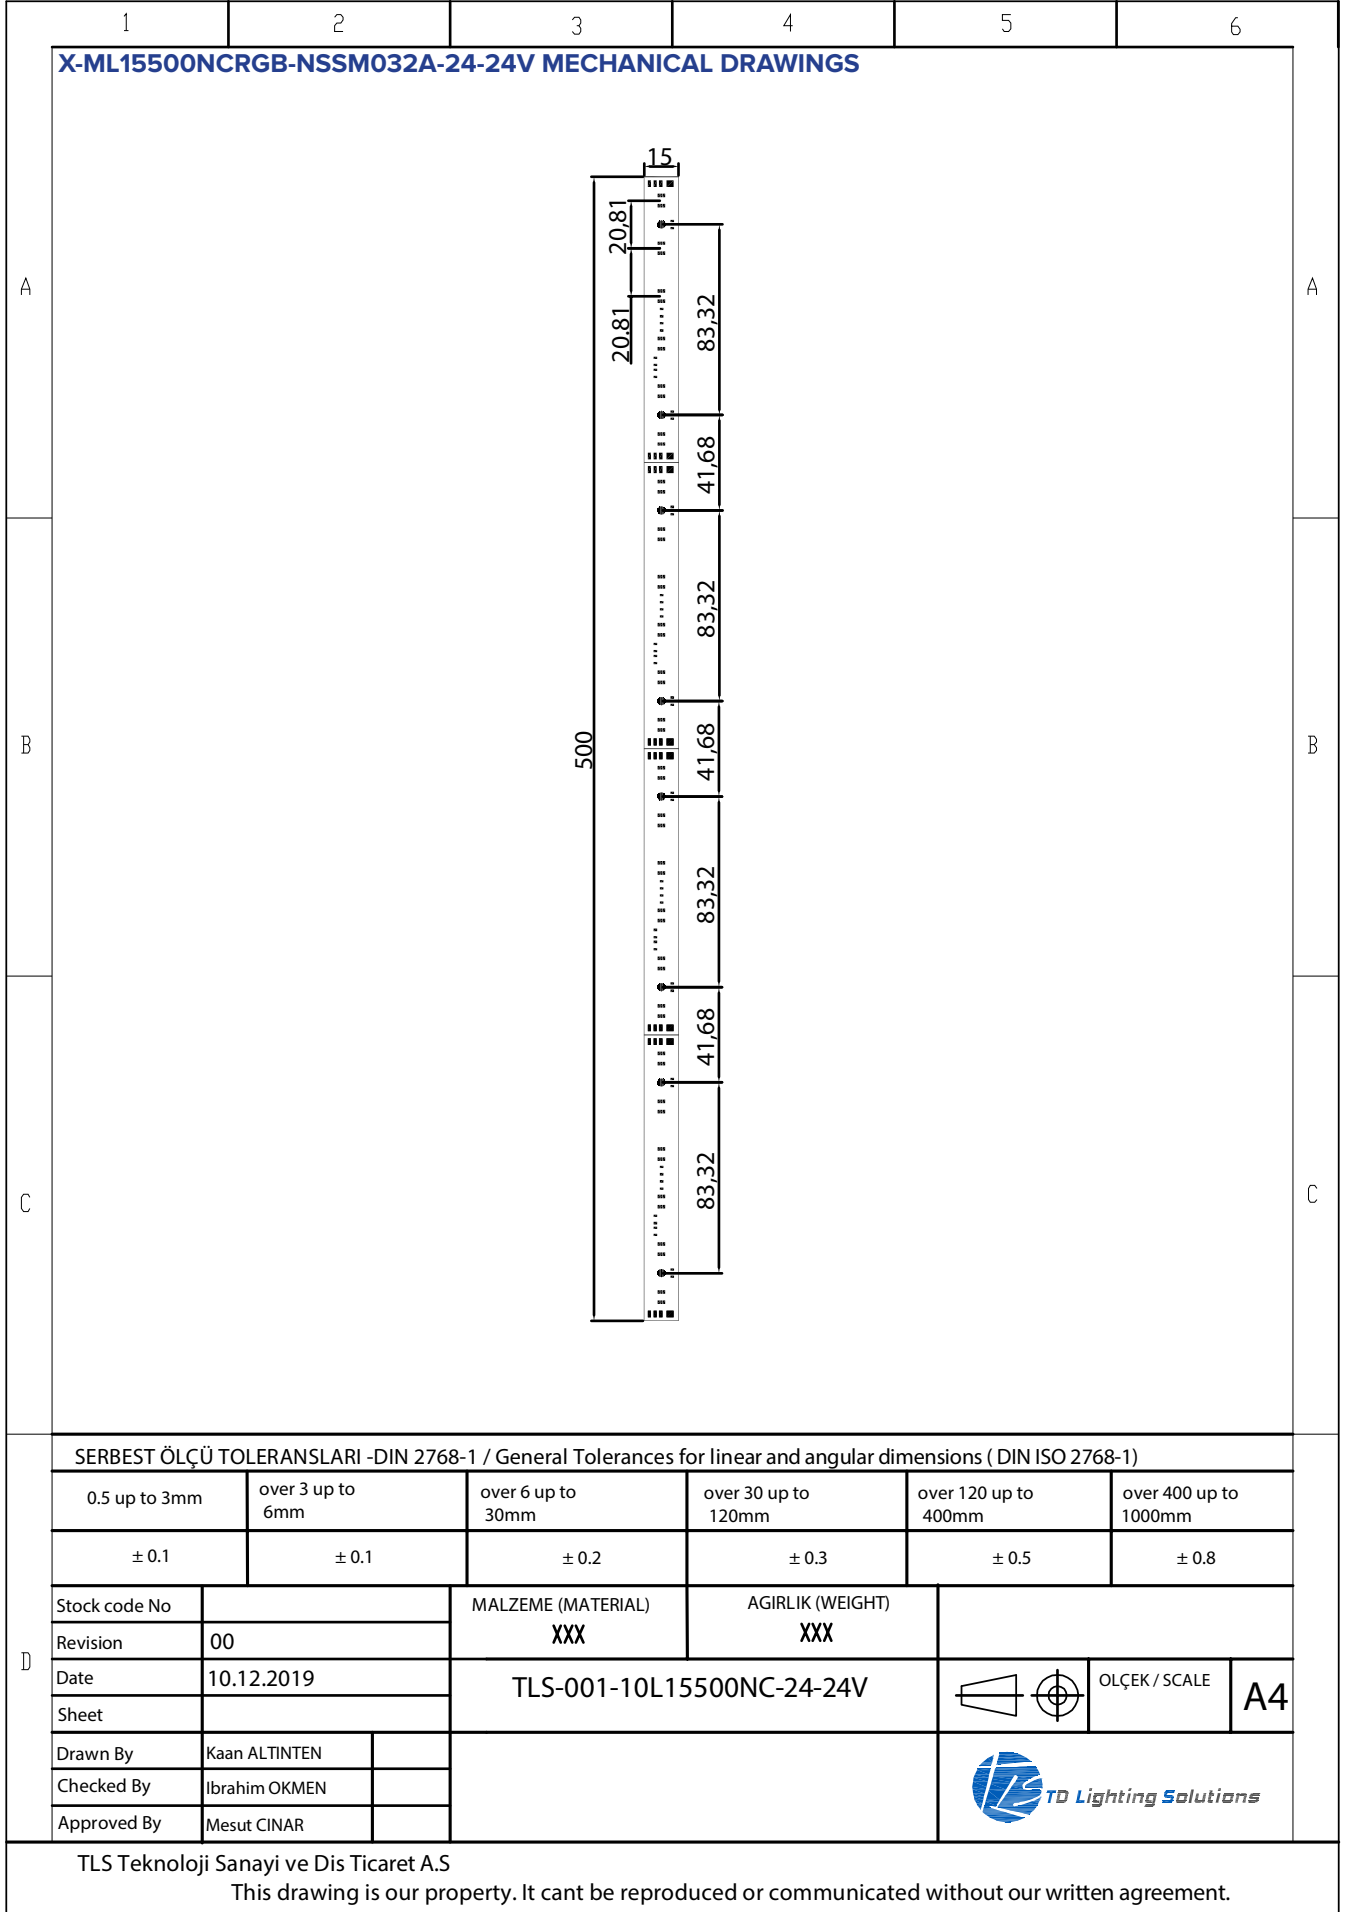 1 2 3 4 5 6
X-ML15500NCRGB-NSSM032A-24-24V MECHANICAL DRAWINGS
15
20,81
20.81
83,32
41,68
83,32
41,68
83,32
41,68
83,32
500
A A
B B
C C
D
SERBEST ÖLÇÜ TOLERANSLARI -DIN 2768-1 / General Tolerances for linear and angular dimensions ( DIN ISO 2768-1)
0.5 up to 3mm
over 3 up to
6mm
over 6 up to
30mm
over 30 up to
120mm
over 120 up to
400mm
over 400 up to
1000mm
± 0.1 ± 0.1 ± 0.2 ± 0.3 ± 0.5 ± 0.8
Stock code No
Revision 00
Date 10.12.2019
Sheet
Drawn By Kaan ALTINTEN
Checked By Ibrahim OKMEN
Approved By Mesut CINAR
MALZEME (MATERIAL)
XXX
AGIRLIK (WEIGHT)
XXX
TLS-001-10L15500NC-24-24V
OLÇEK / SCALE
A4
TLS TD Lighting Solutions
TLS Teknoloji Sanayi ve Dis Ticaret A.S
This drawing is our property. It cant be reproduced or communicated without our written agreement.